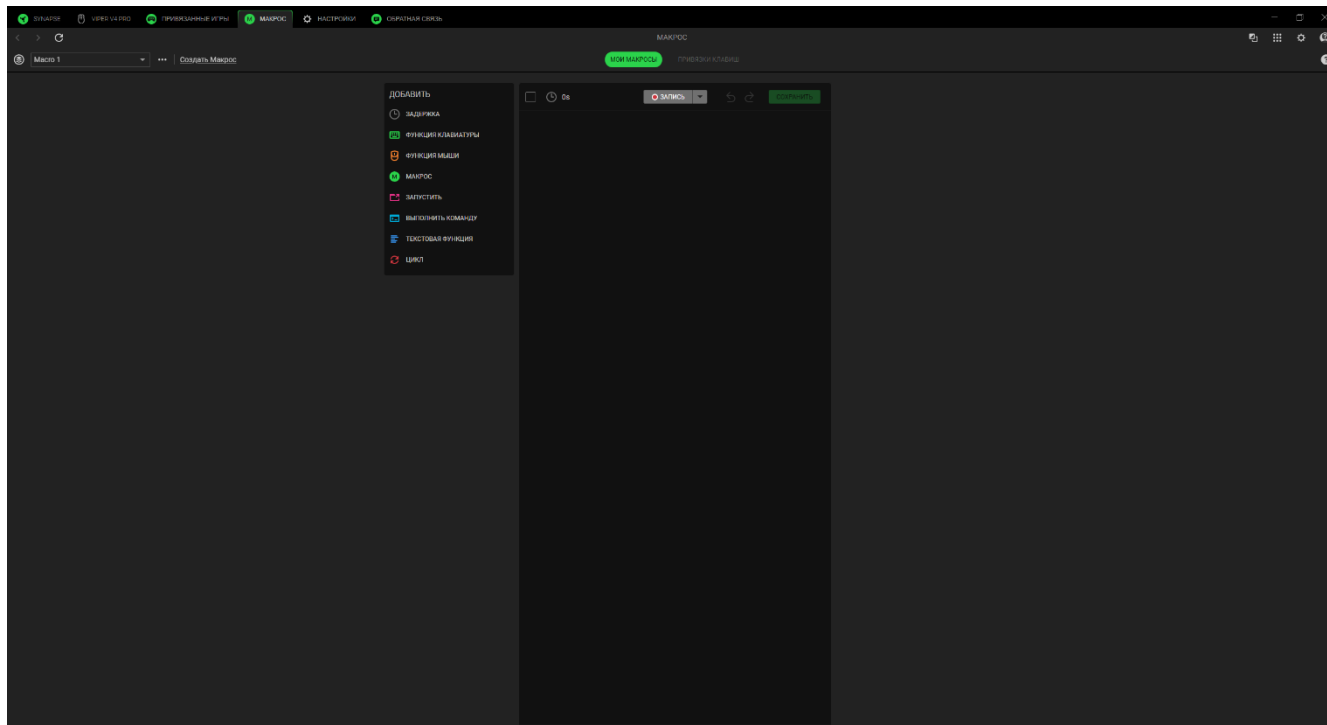 SYNAPSE VIPER V4 PRO ПРИВЯЗАННЫЕ ИГРЫ МАКРОС НАСТРОЙКИ ОБРАТНАЯ СВЯЗЬ
МАКРОС
Macro 1 Создать Макрос МОИ МАКРОСЫ ПРИВЯЗКИ КЛАВИШ
ДОБАВИТЬ
0s ЗАПИСЬ СОХРАНИТЬ
ЗАДЕРЖКА
ФУНКЦИЯ КЛАВИАТУРЫ
ФУНКЦИЯ МЫШИ
МАКРОС
ЗАПУСТИТЬ
ВЫПОЛНИТЬ КОМАНДУ
ТЕКСТОВАЯ ФУНКЦИЯ
ЦИКЛ